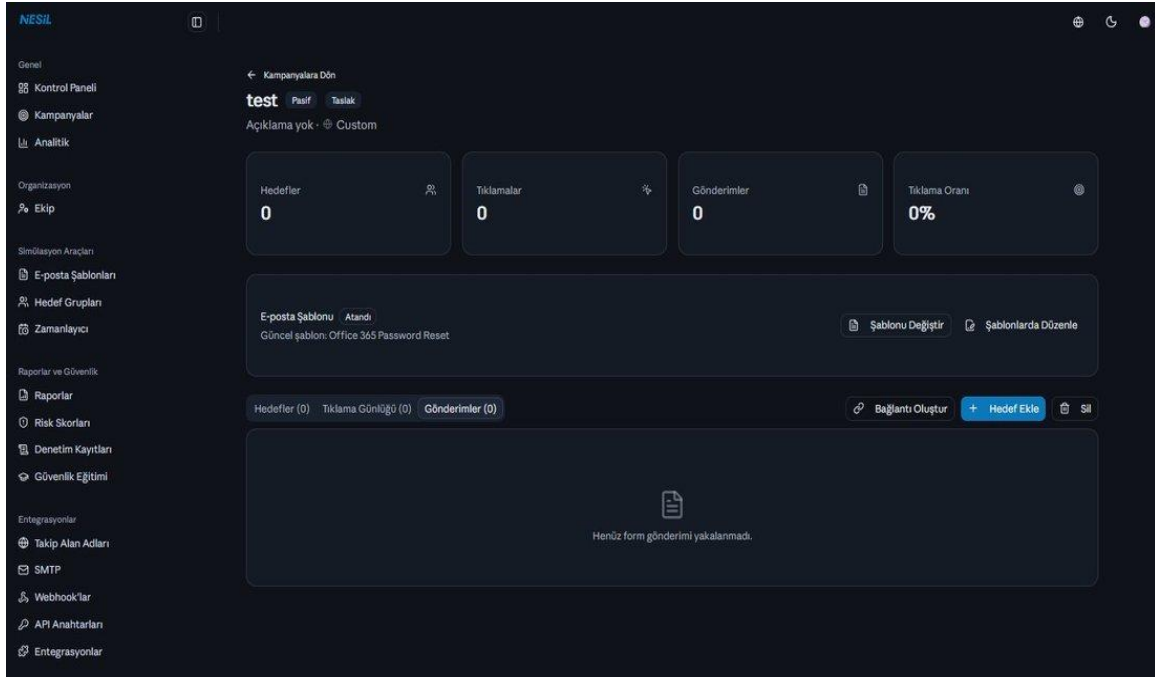 NESİL
Genel
Kontrol Paneli
Kampanyalar
Analitik
Organizasyon
Ekip
Simülasyon Araçları
E-posta Şablonları
Hedef Grupları
Zamanlayıcı
Raporlar ve Güvenlik
Raporlar
Risk Skorları
Denetim Kayıtları
Güvenlik Eğitimi
Entegrasyonlar
Takip Alan Adları
SMTP
Webhook'lar
API Anahtarları
Entegrasyonlar
← Kampanyalara Dön
test Pasif Taslak
Açıklama yok · Custom
Hedefler
0
Tıklamalar
0
Gönderimler
0
Tıklama Oranı
0%
E-posta Şablonu Atandı
Güncel şablon: Office 365 Password Reset
Şablonu Değiştir Şablonlarda Düzenle
Hedefler (0) Tıklama Günlüğü (0) Gönderimler (0)
Bağlantı Oluştur + Hedef Ekle Sil
Henüz form gönderimi yakalanmadı.